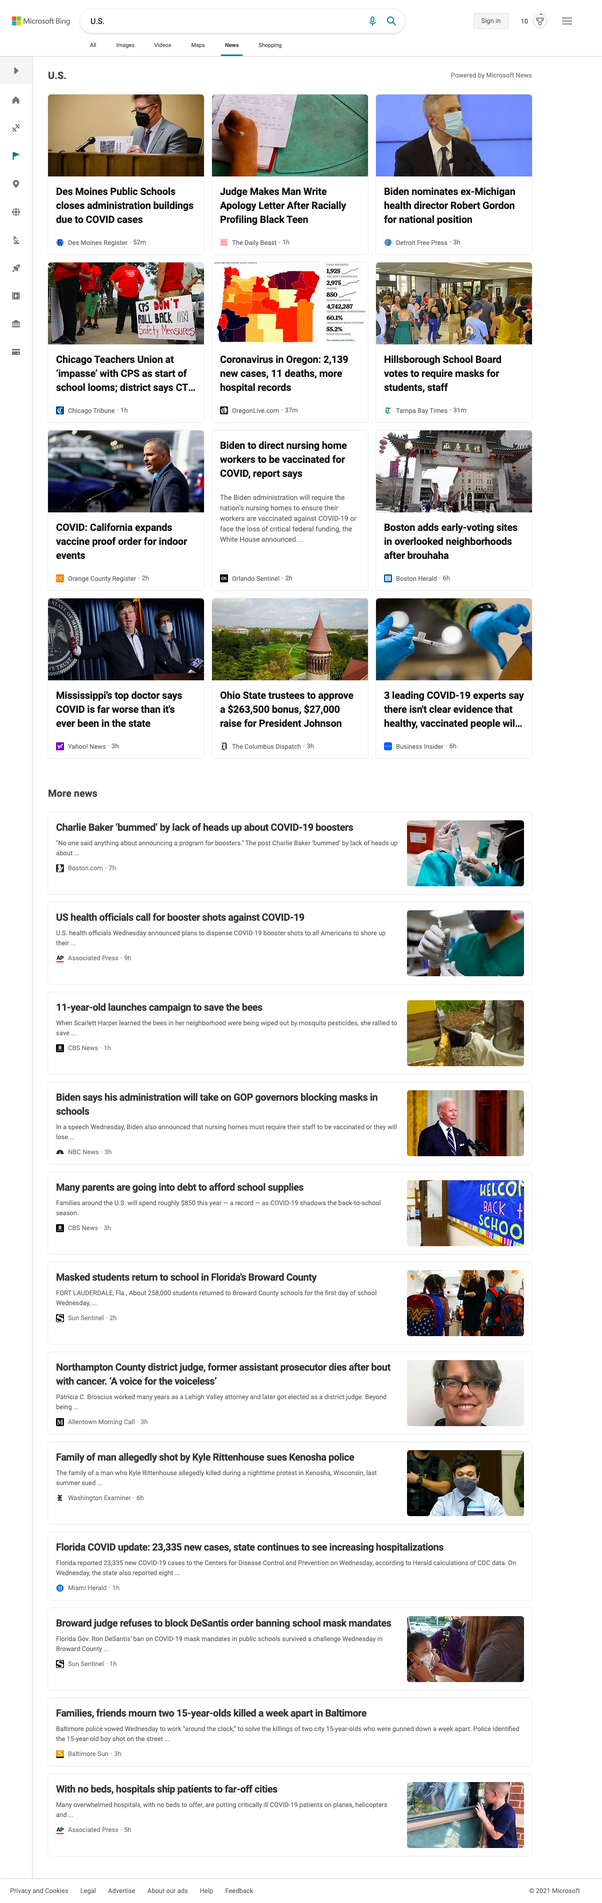 Microsoft Bing
U.S.
Sign in
10
All Images Videos Maps News Shopping
U.S.
Powered by Microsoft News
Des Moines Public Schools
closes administration buildings
due to COVID cases
Des Moines Register · 52m
Judge Makes Man Write
Apology Letter After Racially
Profiling Black Teen
The Daily Beast · 1h
Biden nominates ex-Michigan
health director Robert Gordon
for national position
Detroit Free Press · 3h
CPS DON'T
ROLL BACK
Safety Measures
Chicago Teachers Union at
‘impasse’ with CPS as start of
school looms; district says CT...
Chicago Tribune · 1h
1,925
2,975
850
4,742,287
60.1%
55.2%
Coronavirus in Oregon: 2,139
new cases, 11 deaths, more
hospital records
OregonLive.com · 37m
Hillsborough School Board
votes to require masks for
students, staff
Tampa Bay Times · 31m
COVID: California expands
vaccine proof order for indoor
events
Orange County Register · 2h
Biden to direct nursing home
workers to be vaccinated for
COVID, report says
The Biden administration will require the
nation's nursing homes to ensure their
workers are vaccinated against COVID-19 or
face the loss of critical federal funding, the
White House announced ...
Orlando Sentinel · 2h
Boston adds early-voting sites
in overlooked neighborhoods
after brouhaha
Boston Herald · 6h
Mississippi's top doctor says
COVID is far worse than it's
ever been in the state
Yahoo! News · 3h
Ohio State trustees to approve
a $263,500 bonus, $27,000
raise for President Johnson
The Columbus Dispatch · 3h
3 leading COVID-19 experts say
there isn't clear evidence that
healthy, vaccinated people wil...
Business Insider · 6h
More news
Charlie Baker ‘bummed’ by lack of heads up about COVID-19 boosters
"No one said anything about announcing a program for boosters." The post Charlie Baker ‘bummed’ by lack of heads up
about ...
Boston.com · 7h
US health officials call for booster shots against COVID-19
U.S. health officials Wednesday announced plans to dispense COVID-19 booster shots to all Americans to shore up
their ...
AP Associated Press · 9h
11-year-old launches campaign to save the bees
When Scarlett Harper learned the bees in her neighborhood were being wiped out by mosquito pesticides, she rallied to
save ...
CBS News · 1h
Biden says his administration will take on GOP governors blocking masks in
schools
In a speech Wednesday, Biden also announced that nursing homes must require their staff to be vaccinated or they will
lose ...
NBC News · 3h
Many parents are going into debt to afford school supplies
Families around the U.S. will spend roughly $850 this year — a record — as COVID-19 shadows the back-to-school
season.
CBS News · 3h
WELCOM
BACK
SCHOO
Masked students return to school in Florida's Broward County
FORT LAUDERDALE, Fla., About 258,000 students returned to Broward County schools for the first day of school
Wednesday, ...
Sun Sentinel · 2h
Northampton County district judge, former assistant prosecutor dies after bout
with cancer. ‘A voice for the voiceless’
Patricia C. Broscius worked many years as a Lehigh Valley attorney and later got elected as a district judge. Beyond
being ...
Allentown Morning Call · 3h
Family of man allegedly shot by Kyle Rittenhouse sues Kenosha police
The family of a man who Kyle Rittenhouse allegedly killed during a nighttime protest in Kenosha, Wisconsin, last
summer sued ...
Washington Examiner · 6h
Florida COVID update: 23,335 new cases, state continues to see increasing hospitalizations
Florida reported 23,335 new COVID-19 cases to the Centers for Disease Control and Prevention on Wednesday, according to Herald calculations of CDC data. On
Wednesday, the state also reported eight ...
Miami Herald · 1h
Broward judge refuses to block DeSantis order banning school mask mandates
Florida Gov. Ron DeSantis' ban on COVID-19 mask mandates in public schools survived a challenge Wednesday in
Broward County ...
Sun Sentinel · 1h
Families, friends mourn two 15-year-olds killed a week apart in Baltimore
Baltimore police vowed Wednesday to work "around the clock," to solve the killings of two city 15-year-olds who were gunned down a week apart. Police identified
the 15-year-old boy shot on the street ...
Baltimore Sun · 3h
With no beds, hospitals ship patients to far-off cities
Many overwhelmed hospitals, with no beds to offer, are putting critically ill COVID-19 patients on planes, helicopters
and ...
AP Associated Press · 5h
Privacy and Cookies Legal Advertise About our ads Help Feedback
© 2021 Microsoft